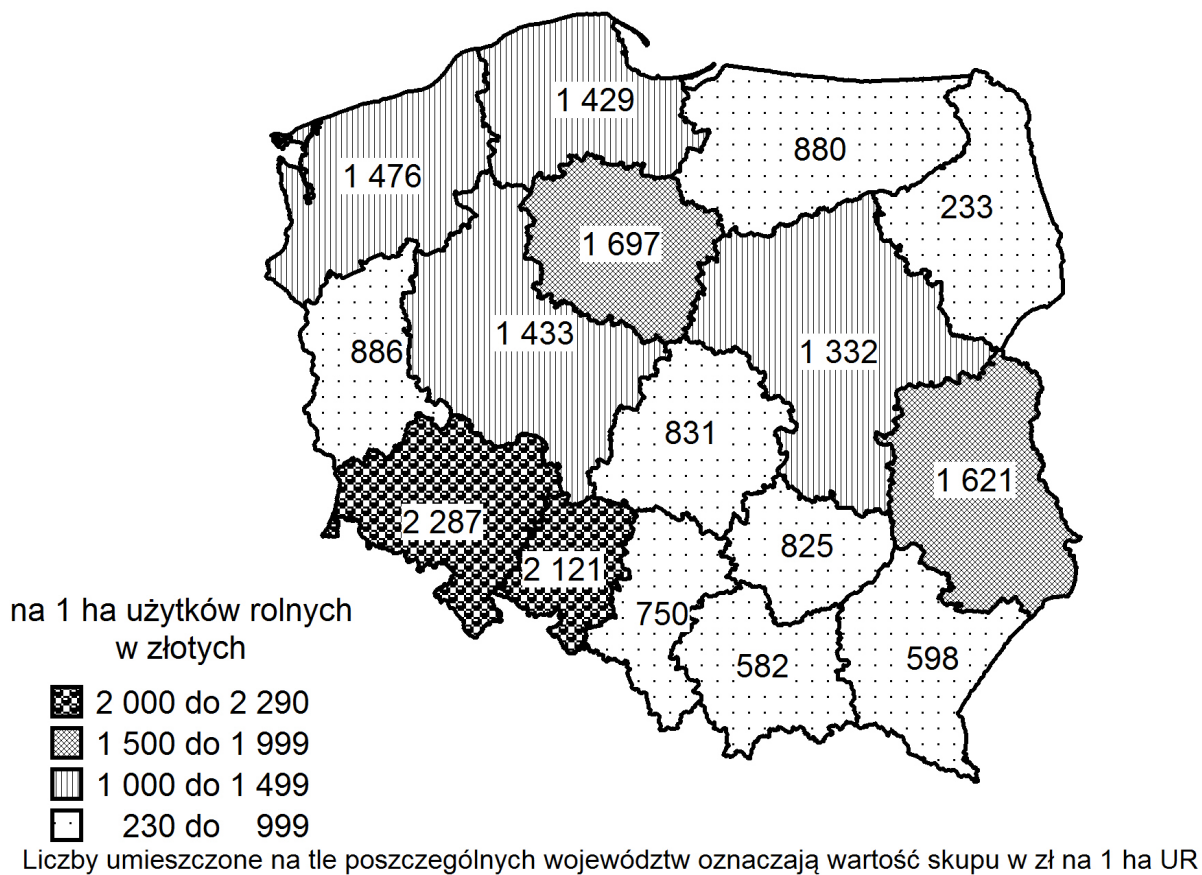 1 429
880
1 476
233
1 697
1 433
886
1 332
831
1 621
2 287
825
2 121
750
582
598
na 1 ha użytków rolnych
w złotych
2 000 do 2 290
1 500 do 1 999
1 000 do 1 499
230 do 999
Liczby umieszczone na tle poszczególnych województw oznaczają wartość skupu w zł na 1 ha UR